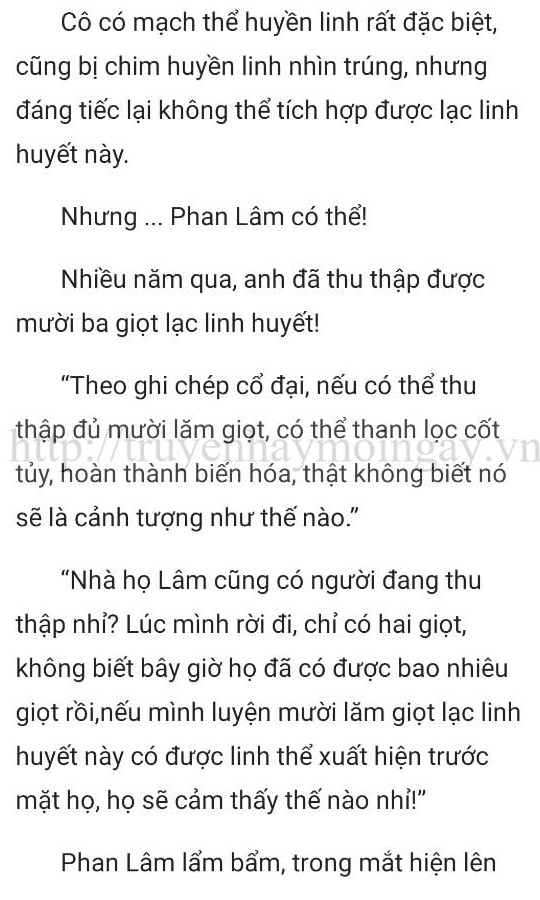 Cô có mạch thể huyền linh rất đặc biệt,
cũng bị chim huyền linh nhìn trúng, nhưng
đáng tiếc lại không thể tích hợp được lạc linh
huyết này.
Nhưng ... Phan Lâm có thể!
Nhiều năm qua, anh đã thu thập được
mười ba giọt lạc linh huyết!
“Theo ghi chép cổ đại, nếu có thể thu
thập đủ mười lăm giọt, có thể thanh lọc cốt
http://truyenhaymoingay.vn
tủy, hoàn thành biến hóa, thật không biết nó
sẽ là cảnh tượng như thế nào.”
“Nhà họ Lâm cũng có người đang thu
thập nhỉ? Lúc mình rời đi, chỉ có hai giọt,
không biết bây giờ họ đã có được bao nhiêu
giọt rồi,nếu mình luyện mười lăm giọt lạc linh
huyết này có được linh thể xuất hiện trước
mặt họ, họ sẽ cảm thấy thế nào nhỉ!”
Phan Lâm lẩm bẩm, trong mắt hiện lên